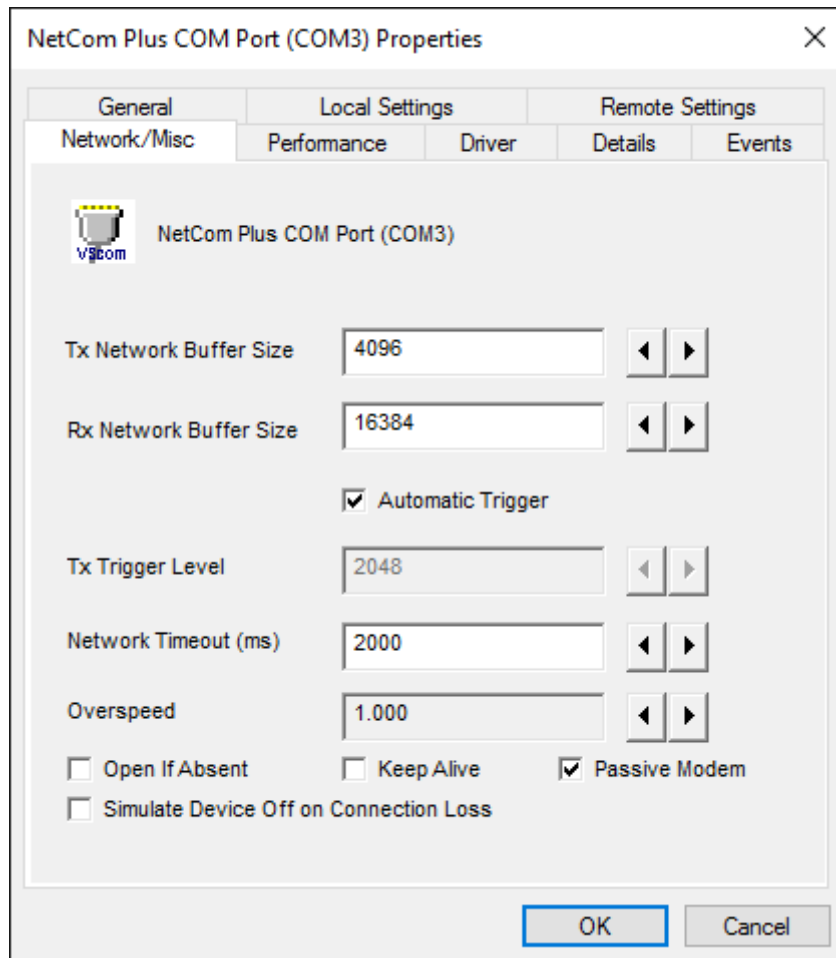 NetCom Plus COM Port (COM3) Properties
General Local Settings Remote Settings
Network/Misc Performance Driver Details Events
VScom
NetCom Plus COM Port (COM3)
Tx Network Buffer Size 4096
Rx Network Buffer Size 16384
Automatic Trigger
Tx Trigger Level 2048
Network Timeout (ms) 2000
Overspeed 1.000
Open If Absent Keep Alive Passive Modem
Simulate Device Off on Connection Loss
OK Cancel